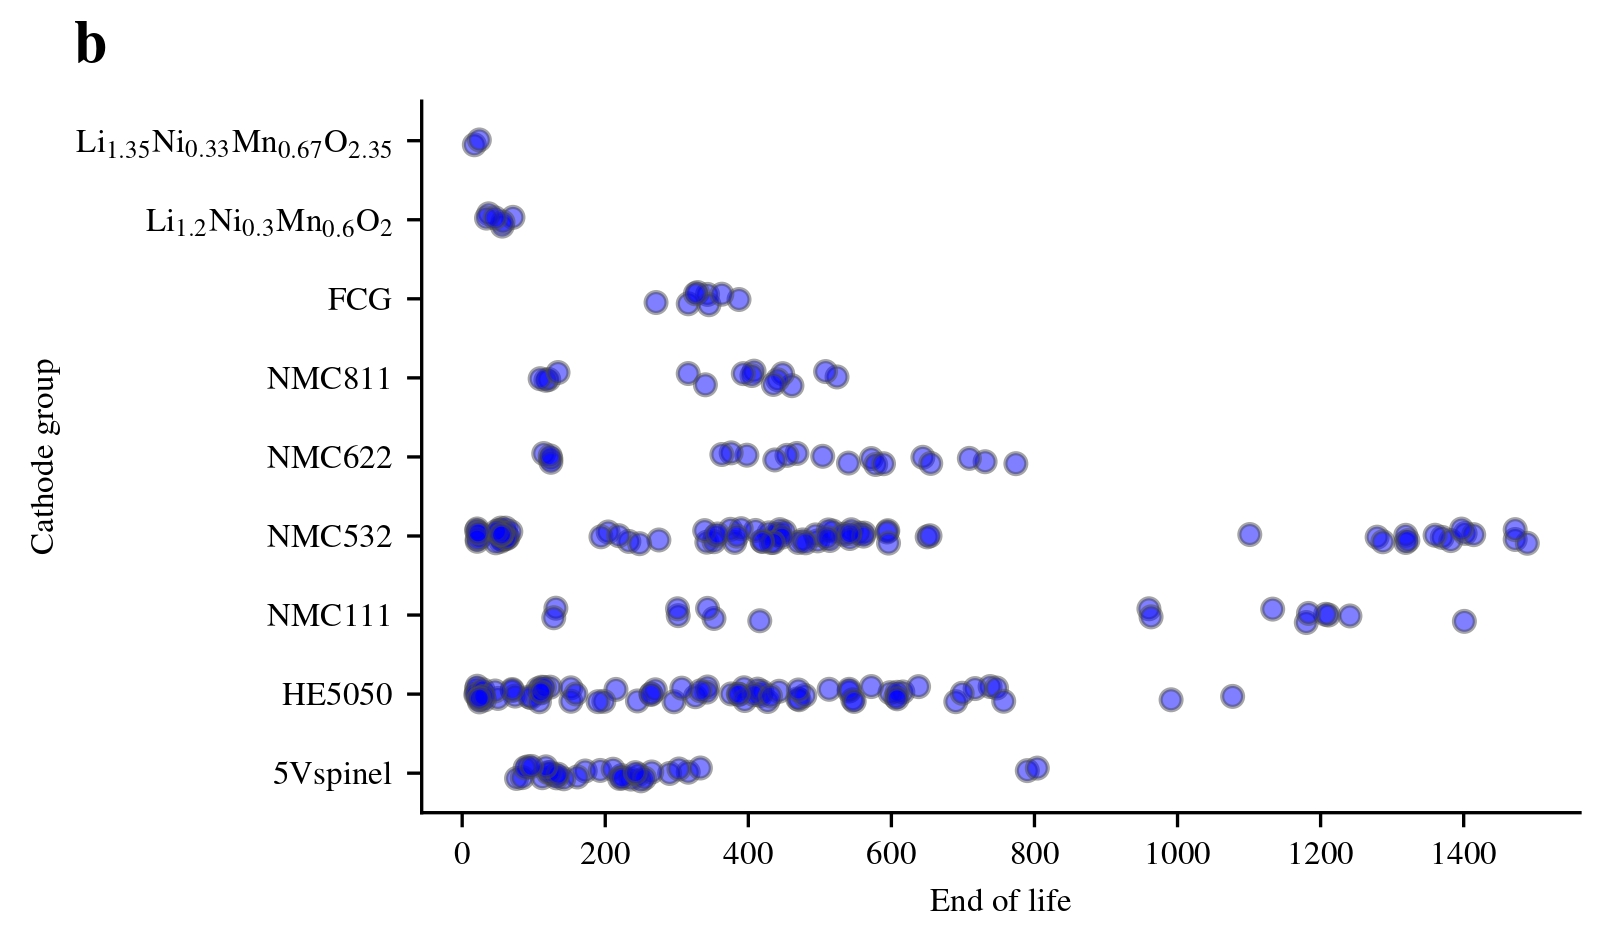 b
Li1.35Ni0.33Mn0.67O2.35
Li1.2Ni0.3Mn0.6O2
FCG
NMC811
NMC622
NMC532
NMC111
HE5050
5Vspinel
Cathode group
0 200 400 600 800 1000 1200 1400
End of life